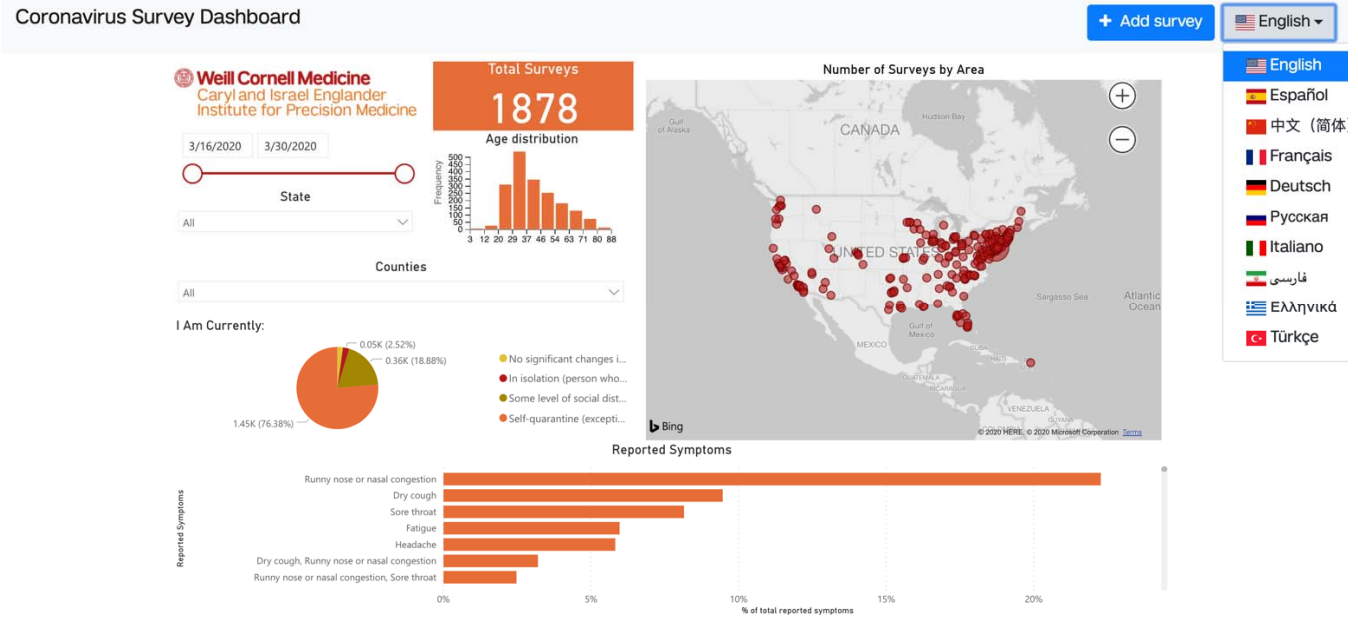 Coronavirus Survey Dashboard
+ Add survey
English
English
Español
中文 (简体)
Français
Deutsch
Русская
Italiano
فارسی
Ελληνικά
Türkçe
Weill Cornell Medicine
Caryl and Israel Englander
Institute for Precision Medicine
3/16/2020 3/30/2020
State
All
Counties
All
Total Surveys
1878
Age distribution
Frequency
500
400
350
300
250
200
150
100
50
0
3 12 20 29 37 46 54 63 71 80 88
I Am Currently:
0.05K (2.52%)
0.36K (18.88%)
1.45K (76.38%)
No significant changes i...
In isolation (person who...
Some level of social dist...
Self-quarantine (excepti...
Number of Surveys by Area
Gulf
of Alaska
CANADA
Hudson Bay
UNITED STATES
Sargasso Sea
Atlantic
Ocean
Gulf of
Mexico
MEXICO
CUBA
HAITI
GUATEMALA
NICARAGUA
VENEZUELA
GUYANA
COLOMBIA
Bing
© 2020 HERE, © 2020 Microsoft Corporation Terms
Reported Symptoms
Reported Symptoms
Runny nose or nasal congestion
Dry cough
Sore throat
Fatigue
Headache
Dry cough, Runny nose or nasal congestion
Runny nose or nasal congestion, Sore throat
0% 5% 10% 15% 20%
% of total reported symptoms